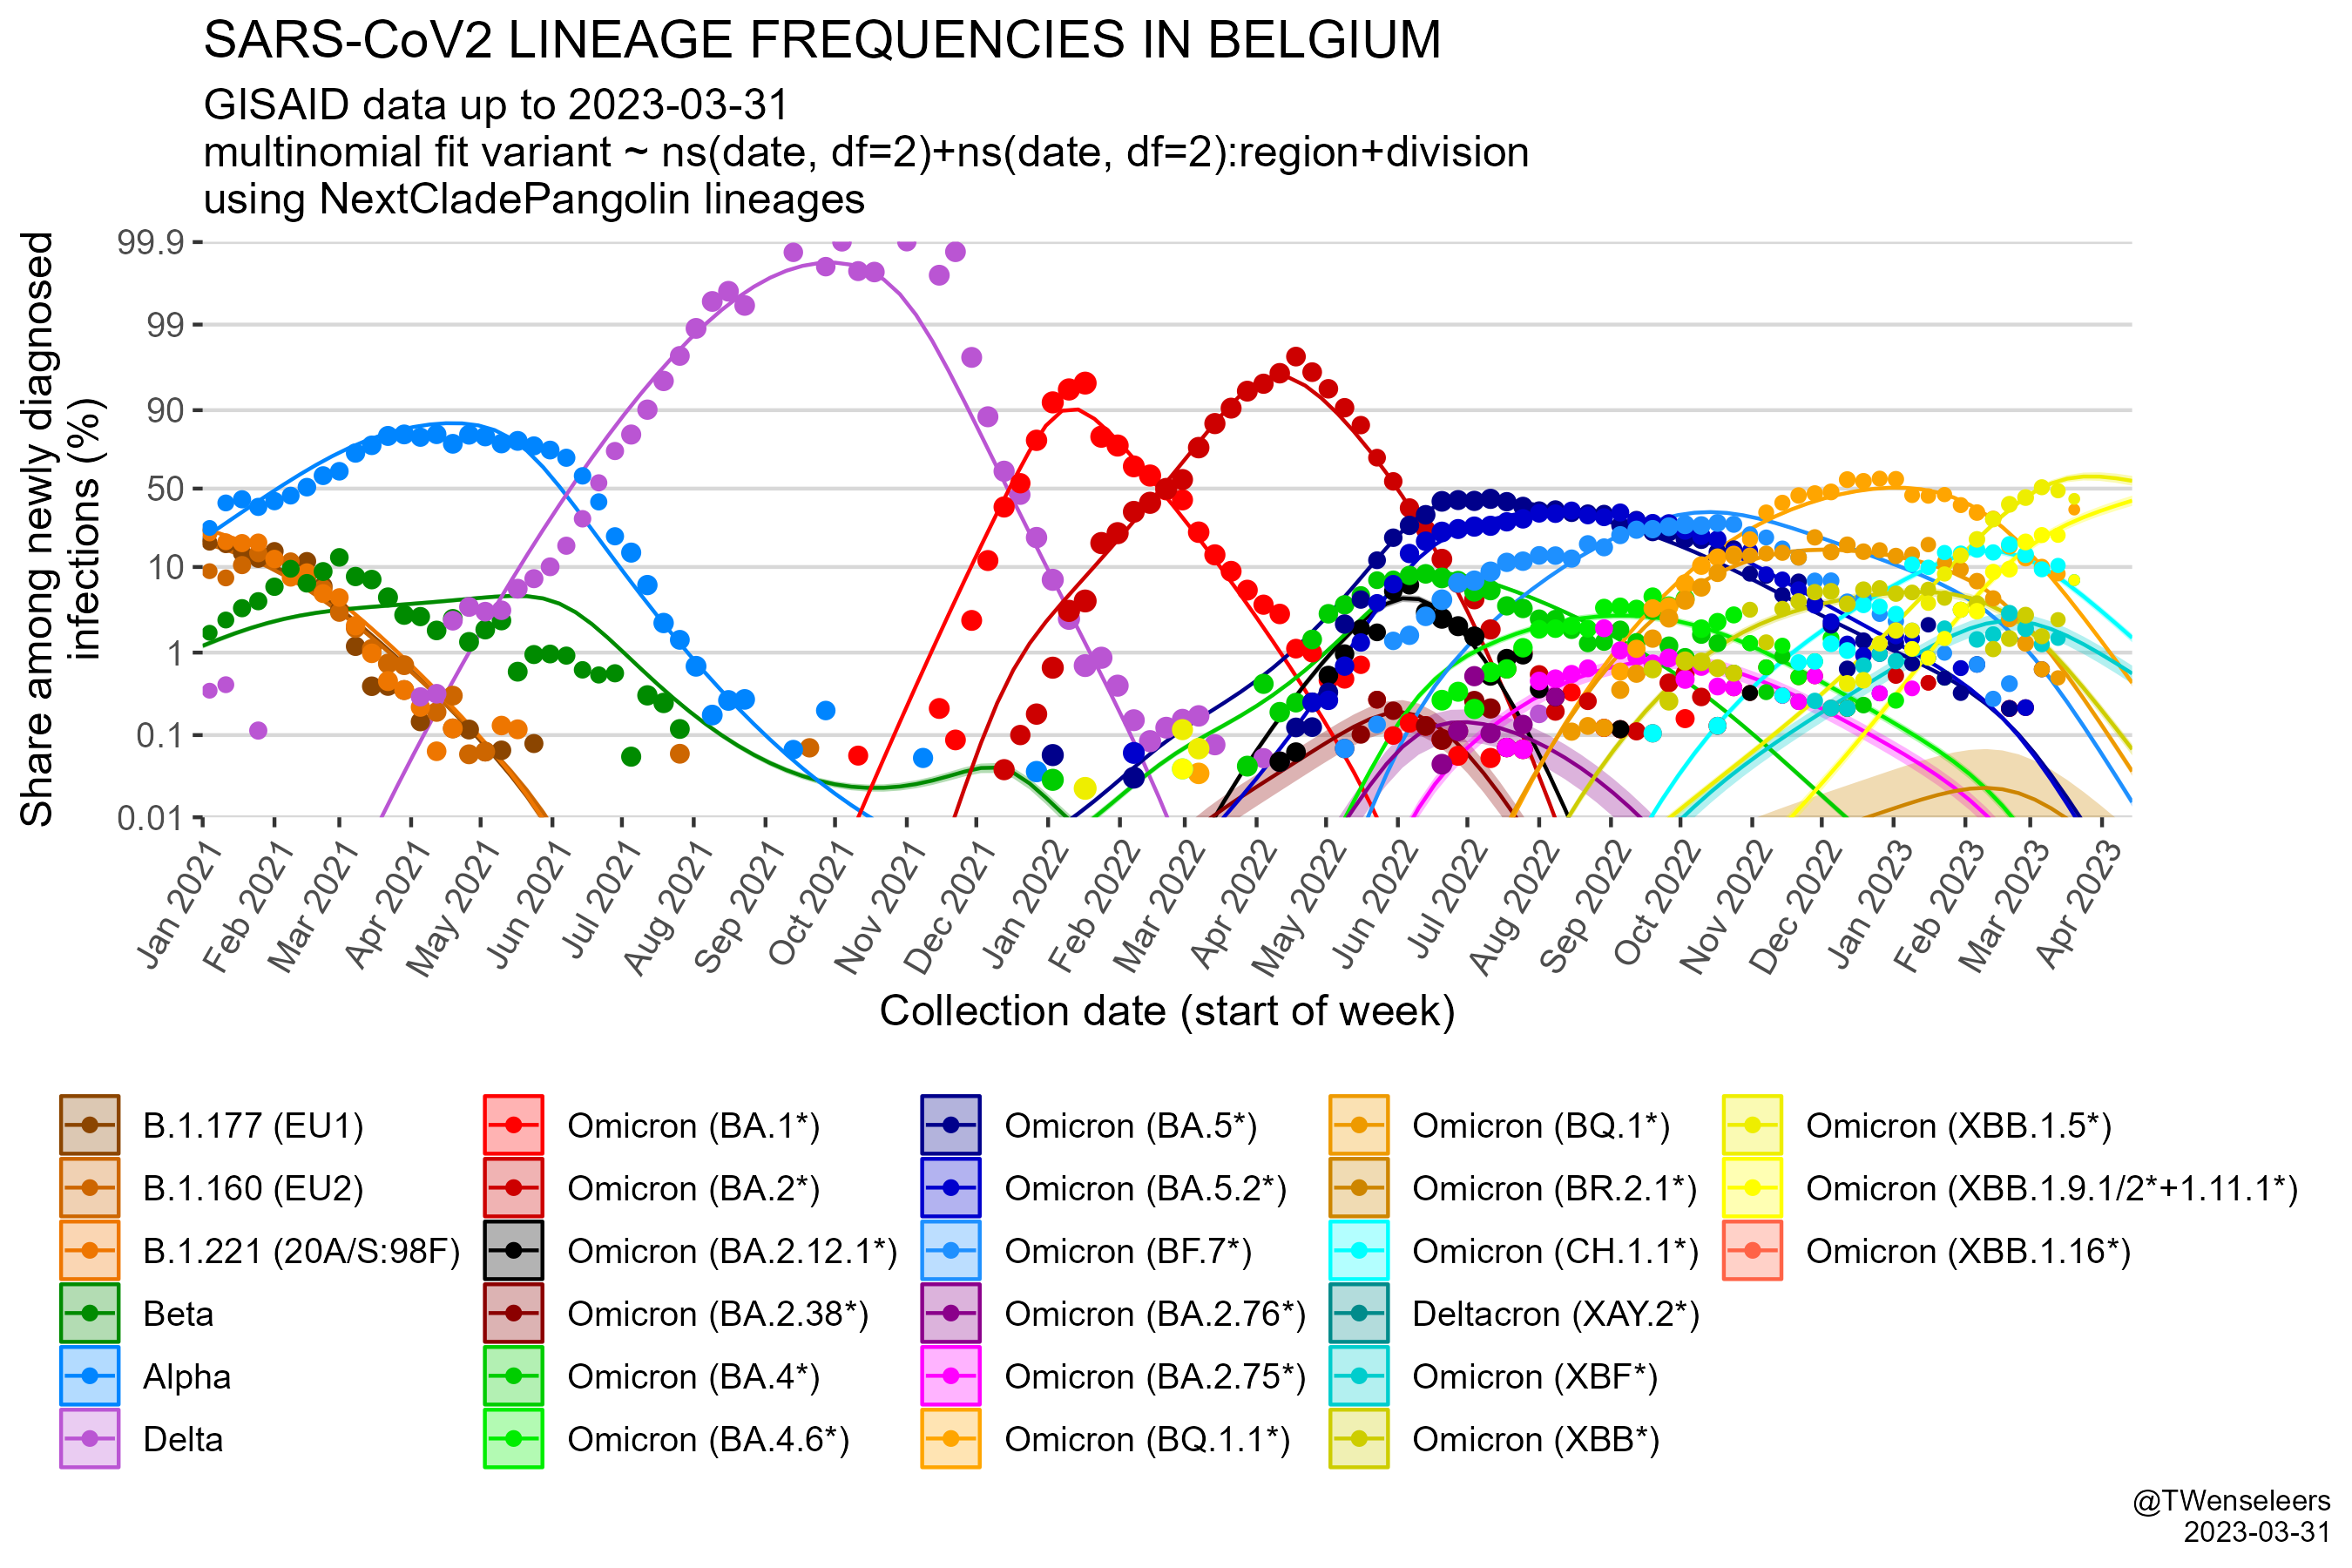 SARS-CoV2 LINEAGE FREQUENCIES IN BELGIUM
GISAID data up to 2023-03-31
multinomial fit variant ~ ns(date, df=2)+ns(date, df=2):region+division
using NextCladePangolin lineages
Share among newly diagnosed
infections (%)
99.9
99
90
50
10
1
0.1
0.01
Jan 2021
Feb 2021
Mar 2021
Apr 2021
May 2021
Jun 2021
Jul 2021
Aug 2021
Sep 2021
Oct 2021
Nov 2021
Dec 2021
Jan 2022
Feb 2022
Mar 2022
Apr 2022
May 2022
Jun 2022
Jul 2022
Aug 2022
Sep 2022
Oct 2022
Nov 2022
Dec 2022
Jan 2023
Feb 2023
Mar 2023
Apr 2023
Collection date (start of week)
B.1.177 (EU1)
B.1.160 (EU2)
B.1.221 (20A/S:98F)
Beta
Alpha
Delta
Omicron (BA.1*)
Omicron (BA.2*)
Omicron (BA.2.12.1*)
Omicron (BA.2.38*)
Omicron (BA.4*)
Omicron (BA.4.6*)
Omicron (BA.5*)
Omicron (BA.5.2*)
Omicron (BF.7*)
Omicron (BA.2.76*)
Omicron (BA.2.75*)
Omicron (BQ.1.1*)
Omicron (BQ.1*)
Omicron (BR.2.1*)
Omicron (CH.1.1*)
Deltacron (XAY.2*)
Omicron (XBF*)
Omicron (XBB*)
Omicron (XBB.1.5*)
Omicron (XBB.1.9.1/2*+1.11.1*)
Omicron (XBB.1.16*)
@TWenseleers
2023-03-31